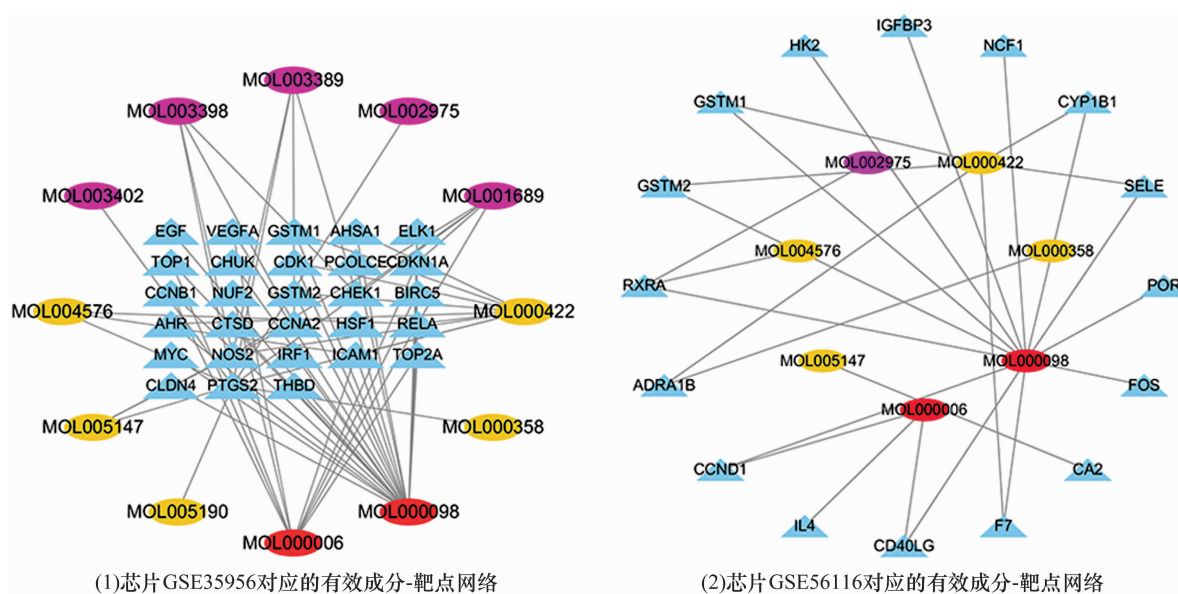 MOL003389
MOL003398
MOL002975
MOL003402
MOL001689
EGF VEGFA GSTM1 AHSA1 ELK1
TOP1 CHUK CDK1 PCOLCE CDKN1A
CCNB1 NUF2 GSTM2 CHEK1 BIRC5
MOL004576
MOL000422
AHR CTSD CCNA2 HSF1 RELA
MYC NOS2 IRF1 ICAM1 TOP2A
CLDN4 PTGS2 THBD
MOL005147
MOL000358
MOL005190
MOL000098
MOL000006
(1)芯片GSE35956对应的有效成分-靶点网络
IGFBP3
HK2
NCF1
GSTM1
CYP1B1
MOL002975
MOL000422
GSTM2
SELE
MOL004576
MOL000358
RXRA
POR
MOL005147
MOL000098
ADRA1B
FOS
MOL000006
CCND1
CA2
IL4
F7
CD40LG
(2)芯片GSE56116对应的有效成分-靶点网络